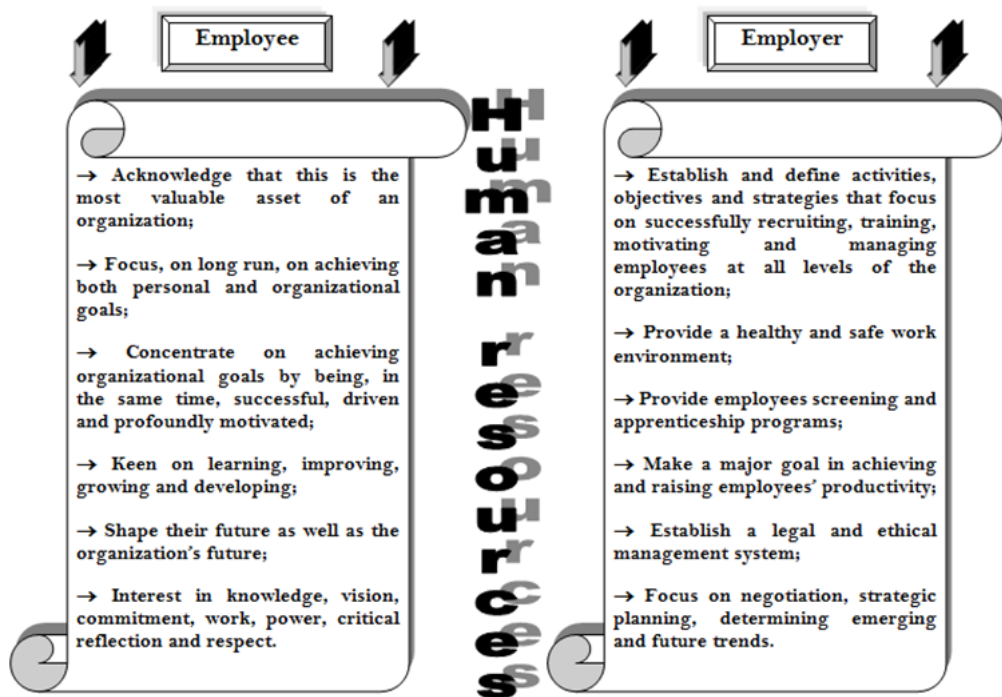 Employee
→ Acknowledge that this is the
most valuable asset of an
organization;
→ Focus, on long run, on achieving
both personal and organizational
goals;
→ Concentrate on achieving
organizational goals by being, in
the same time, successful, driven
and profoundly motivated;
→ Keen on learning, improving,
growing and developing;
→ Shape their future as well as the
organization's future;
→ Interest in knowledge, vision,
commitment, work, power, critical
reflection and respect.
Human resources
Employer
→ Establish and define activities,
objectives and strategies that focus
on successfully recruiting, training,
motivating and managing
employees at all levels of the
organization;
→ Provide a healthy and safe work
environment;
→ Provide employees screening and
apprenticeship programs;
→ Make a major goal in achieving
and raising employees' productivity;
→ Establish a legal and ethical
management system;
→ Focus on negotiation, strategic
planning, determining emerging
and future trends.